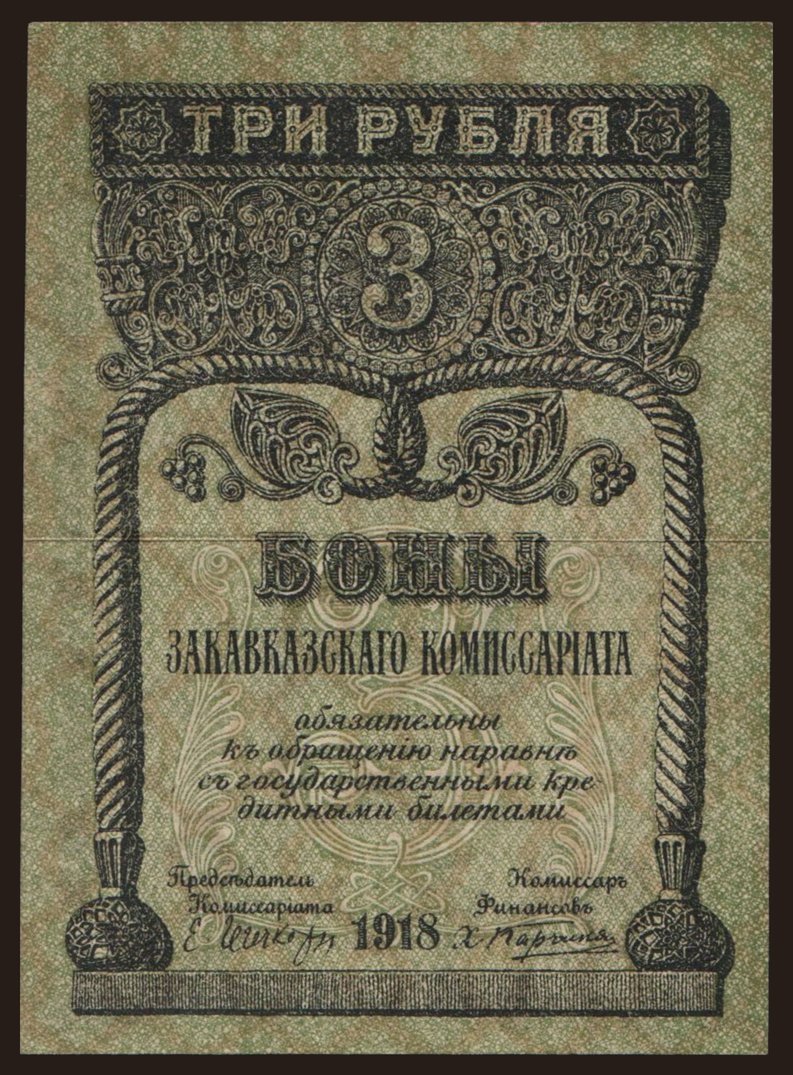 ТРИ РУБЛЯ
3
БОНЫ
ЗАКАВКАЗСКАГО КОМИССАРІАТА
обязательны
къ обращенію наравнѣ
съ государственными кре-
дитными билетами
Предсѣдатель
Комиссаріата
Комиссаръ
Финансовъ
1918